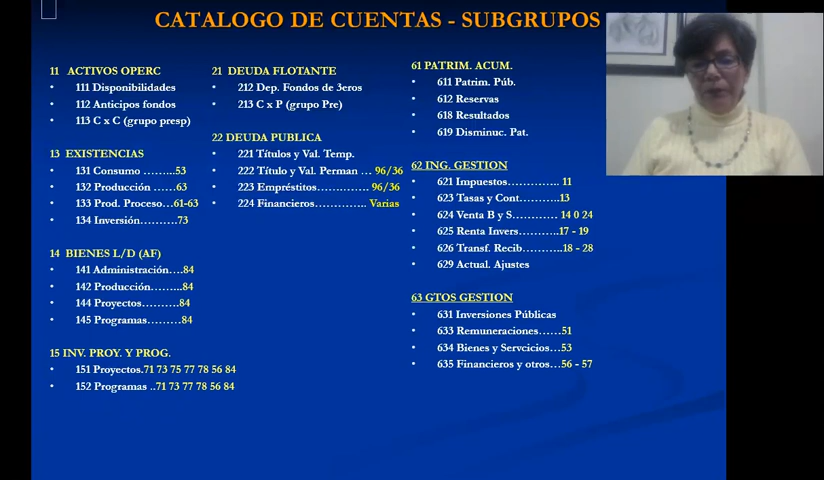 CATALOGO DE CUENTAS - SUBGRUPOS
11 ACTIVOS OPERC
• 111 Disponibilidades
• 112 Anticipos fondos
• 113 C x C (grupo presp)
13 EXISTENCIAS
• 131 Consumo ……..53
• 132 Producción ……63
• 133 Prod. Proceso…61-63
• 134 Inversión……….73
14 BIENES L/D (AF)
• 141 Administración….84
• 142 Producción……...84
• 144 Proyectos……….84
• 145 Programas………84
15 INV. PROY. Y PROG.
• 151 Proyectos.71 73 75 77 78 56 84
• 152 Programas ..71 73 77 78 56 84
21 DEUDA FLOTANTE
• 212 Dep. Fondos de 3eros
• 213 C x P (grupo Pre)
22 DEUDA PUBLICA
• 221 Títulos y Val. Temp.
• 222 Título y Val. Perman … 96/36
• 223 Empréstitos……..…… 96/36
• 224 Financieros………….. Varias
61 PATRIM. ACUM.
• 611 Patrim. Púb.
• 612 Reservas
• 618 Resultados
• 619 Disminuc. Pat.
62 ING. GESTION
• 621 Impuestos………….. 11
• 623 Tasas y Cont……….13
• 624 Venta B y S………… 14 0 24
• 625 Renta Invers………..17 - 19
• 626 Transf. Recib………..18 - 28
• 629 Actual. Ajustes
63 GTOS GESTION
• 631 Inversiones Públicas
• 633 Remuneraciones……51
• 634 Bienes y Servcicios…53
• 635 Financieros y otros…56 - 57